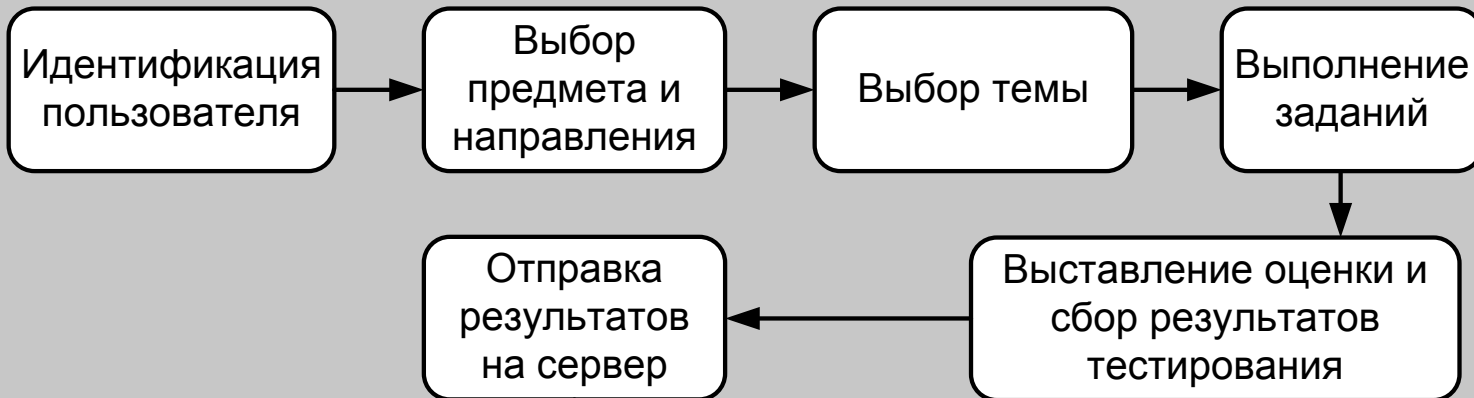 Идентификация
пользователя
Выбор
предмета и
направления
Выбор темы
Выполнение
заданий
Выставление оценки и
сбор результатов
тестирования
Отправка
результатов
на сервер